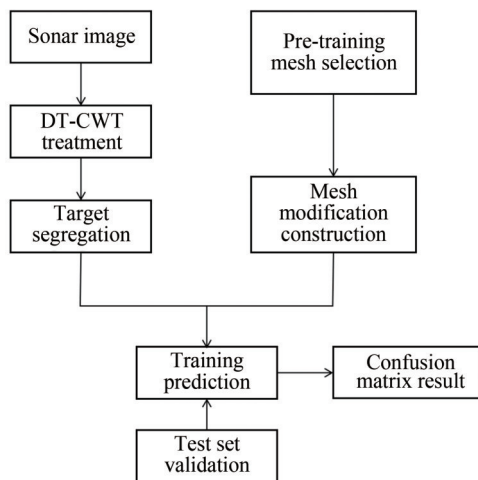 Sonar image
DT-CWT
treatment
Target
segregation
Pre-training
mesh selection
Mesh
modification
construction
Training
prediction
Confusion
matrix result
Test set
validation